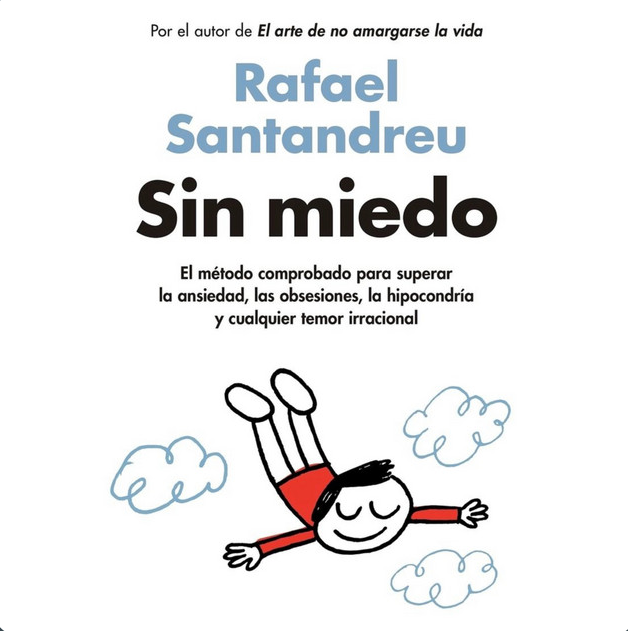 Por el autor de El arte de no amargarse la vida
Rafael
Santandreu
Sin miedo
El método comprobado para superar
la ansiedad, las obsesiones, la hipocondría
y cualquier temor irracional